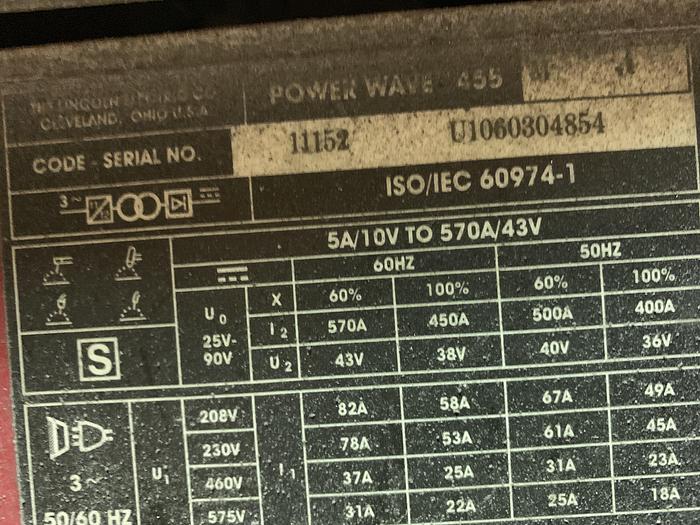 THE LINCOLN ELECTRIC CO.
CLEVELAND, OHIO U.S.A.
POWER WAVE 455
CODE - SERIAL NO. 11152 U1060304854
3~
ISO/IEC 60974-1
5A/10V TO 570A/43V
60HZ 50HZ
X 60% 100% 60% 100%
U0 25V-90V
I2 570A 450A 500A 400A
U2 43V 38V 40V 36V
S
3~
50/60 HZ
U1 I1
208V 82A 58A 67A 49A
230V 78A 53A 61A 45A
460V 37A 25A 31A 23A
575V 31A 22A 25A 18A